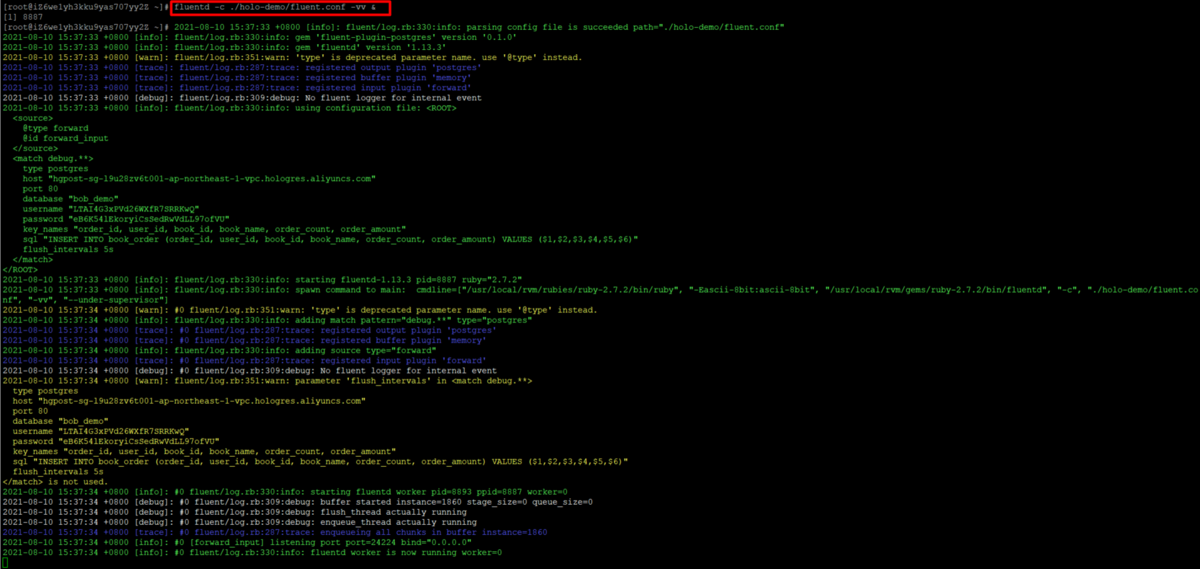 [root@iZ6we1yh3kku9yas707yy2Z ~]# fluentd -c ./holo-demo/fluent.conf -vv &
[1] 8887
[root@iZ6we1yh3kku9yas707yy2Z ~]# 2021-08-10 15:37:33 +0800 [info]: fluent/log.rb:330:info: parsing config file is succeeded path="./holo-demo/fluent.conf"
2021-08-10 15:37:33 +0800 [info]: fluent/log.rb:330:info: gem 'fluent-plugin-postgres' version '0.1.0'
2021-08-10 15:37:33 +0800 [info]: fluent/log.rb:330:info: gem 'fluentd' version '1.13.3'
2021-08-10 15:37:33 +0800 [warn]: fluent/log.rb:351:warn: 'type' is deprecated parameter name. use '@type' instead.
2021-08-10 15:37:33 +0800 [trace]: fluent/log.rb:287:trace: registered output plugin 'postgres'
2021-08-10 15:37:33 +0800 [trace]: fluent/log.rb:287:trace: registered buffer plugin 'memory'
2021-08-10 15:37:33 +0800 [trace]: fluent/log.rb:287:trace: registered input plugin 'forward'
2021-08-10 15:37:33 +0800 [debug]: fluent/log.rb:309:debug: No fluent logger for internal event
2021-08-10 15:37:33 +0800 [info]: fluent/log.rb:330:info: using configuration file: <ROOT>
  <source>
    @type forward
    @id forward_input
  </source>
  <match debug.**>
    type postgres
    host "hgpost-sg-l9u28zv6t001-ap-northeast-1-vpc.hologres.aliyuncs.com"
    port 80
    database "bob_demo"
    username "LTAI4G3xPVd26WXfR7SRRKwQ"
    password "eB6K541EkoryiCsSedRwVdLL97ofVU"
    key_names "order_id, user_id, book_id, book_name, order_count, order_amount"
    sql "INSERT INTO book_order (order_id, user_id, book_id, book_name, order_count, order_amount) VALUES ($1,$2,$3,$4,$5,$6)"
    flush_intervals 5s
  </match>
</ROOT>
2021-08-10 15:37:33 +0800 [info]: fluent/log.rb:330:info: starting fluentd-1.13.3 pid=8887 ruby="2.7.2"
2021-08-10 15:37:33 +0800 [info]: fluent/log.rb:330:info: spawn command to main:  cmdline=["/usr/local/rvm/rubies/ruby-2.7.2/bin/ruby", "-Eascii-8bit:ascii-8bit", "/usr/local/rvm/gems/ruby-2.7.2/bin/fluentd", "-c", "./holo-demo/fluent.co
nf", "-vv", "--under-supervisor"]
2021-08-10 15:37:34 +0800 [warn]: #0 fluent/log.rb:351:warn: 'type' is deprecated parameter name. use '@type' instead.
2021-08-10 15:37:34 +0800 [info]: fluent/log.rb:330:info: adding match pattern="debug.**" type="postgres"
2021-08-10 15:37:34 +0800 [trace]: #0 fluent/log.rb:287:trace: registered output plugin 'postgres'
2021-08-10 15:37:34 +0800 [trace]: #0 fluent/log.rb:287:trace: registered buffer plugin 'memory'
2021-08-10 15:37:34 +0800 [info]: fluent/log.rb:330:info: adding source type="forward"
2021-08-10 15:37:34 +0800 [trace]: #0 fluent/log.rb:287:trace: registered input plugin 'forward'
2021-08-10 15:37:34 +0800 [debug]: #0 fluent/log.rb:309:debug: No fluent logger for internal event
2021-08-10 15:37:34 +0800 [warn]: fluent/log.rb:351:warn: parameter 'flush_intervals' in <match debug.**>
  type postgres
  host "hgpost-sg-l9u28zv6t001-ap-northeast-1-vpc.hologres.aliyuncs.com"
  port 80
  database "bob_demo"
  username "LTAI4G3xPVd26WXfR7SRRKwQ"
  password "eB6K541EkoryiCsSedRwVdLL97ofVU"
  key_names "order_id, user_id, book_id, book_name, order_count, order_amount"
  sql "INSERT INTO book_order (order_id, user_id, book_id, book_name, order_count, order_amount) VALUES ($1,$2,$3,$4,$5,$6)"
  flush_intervals 5s
</match> is not used.
2021-08-10 15:37:34 +0800 [info]: #0 fluent/log.rb:330:info: starting fluentd worker pid=8893 ppid=8887 worker=0
2021-08-10 15:37:34 +0800 [debug]: #0 fluent/log.rb:309:debug: buffer started instance=1860 stage_size=0 queue_size=0
2021-08-10 15:37:34 +0800 [debug]: #0 fluent/log.rb:309:debug: flush_thread actually running
2021-08-10 15:37:34 +0800 [debug]: #0 fluent/log.rb:309:debug: enqueue_thread actually running
2021-08-10 15:37:34 +0800 [trace]: #0 fluent/log.rb:287:trace: enqueueing all chunks in buffer instance=1860
2021-08-10 15:37:34 +0800 [info]: #0 [forward_input] listening port port=24224 bind="0.0.0.0"
2021-08-10 15:37:34 +0800 [info]: #0 fluent/log.rb:330:info: fluentd worker is now running worker=0